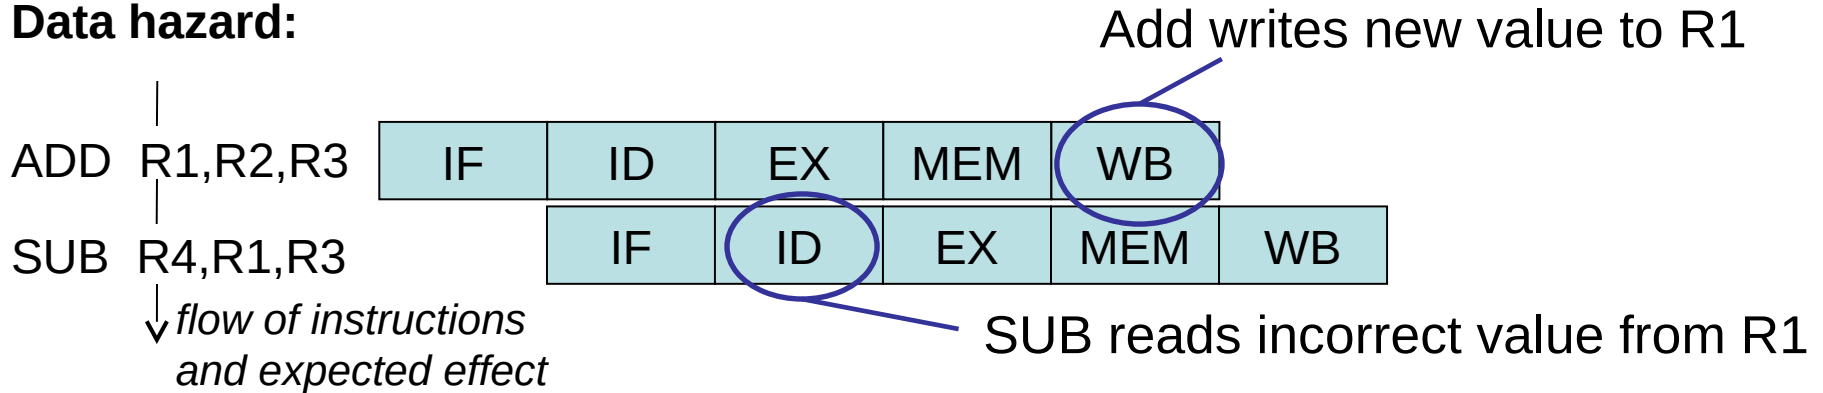 Data hazard:
Add writes new value to R1
ADD R1,R2,R3 IF ID EX MEM WB
SUB R4,R1,R3 IF ID EX MEM WB
flow of instructions
and expected effect
SUB reads incorrect value from R1